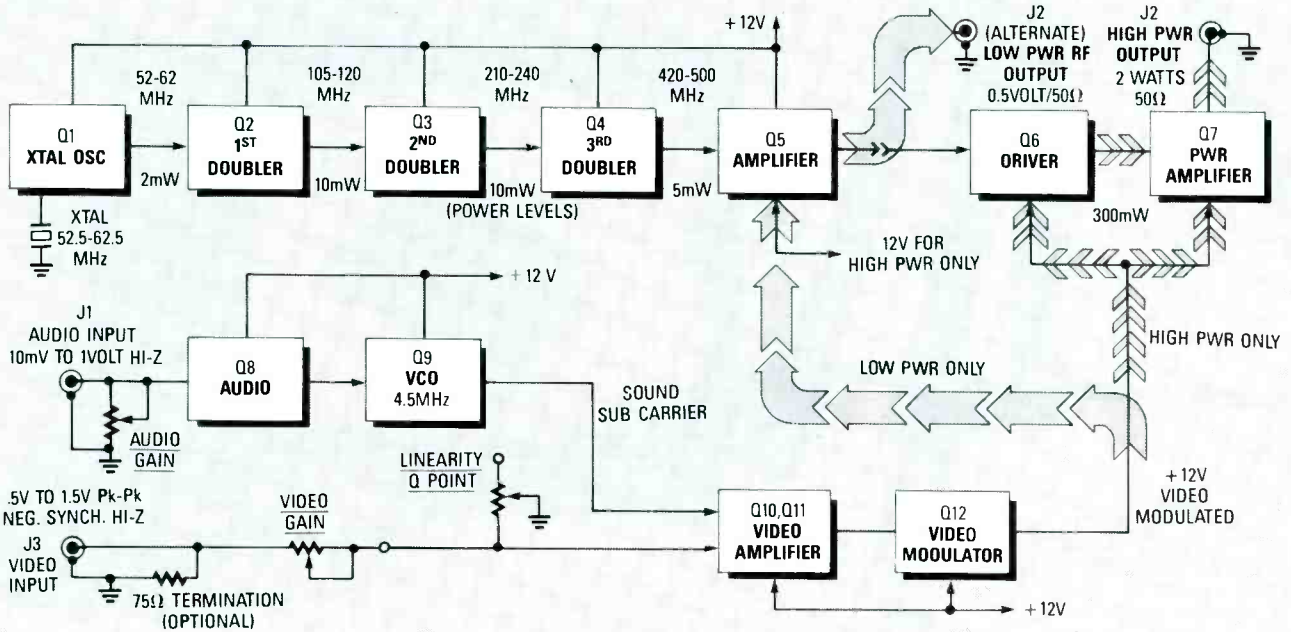 +12V
J2
(ALTERNATE)
LOW PWR RF
OUTPUT
0.5VOLT/50Ω
J2
HIGH PWR
OUTPUT
2 WATTS
50Ω
52-62
MHz
105-120
MHz
210-240
MHz
420-500
MHz
Q1
XTAL OSC
Q2
1ST
DOUBLER
Q3
2ND
DOUBLER
Q4
3RD
DOUBLER
Q5
AMPLIFIER
Q6
ORIVER
Q7
PWR
AMPLIFIER
2mW
10mW
10mW
(POWER LEVELS)
5mW
300mW
XTAL
52.5-62.5
MHz
12V FOR
HIGH PWR ONLY
+12 V
J1
AUDIO INPUT
10mV TO 1VOLT HI-Z
Q8
AUDIO
Q9
VCO
4.5MHz
HIGH PWR ONLY
LOW PWR ONLY
SOUND
SUB CARRIER
AUDIO
GAIN
LINEARITY
Q POINT
.5V TO 1.5V Pk-Pk
NEG. SYNCH. HI-Z
VIDEO
GAIN
J3
VIDEO
INPUT
75Ω TERMINATION
(OPTIONAL)
Q10,Q11
VIDEO
AMPLIFIER
Q12
VIDEO
MOOULATOR
+12V
VIDEO
MODULATED
+12V